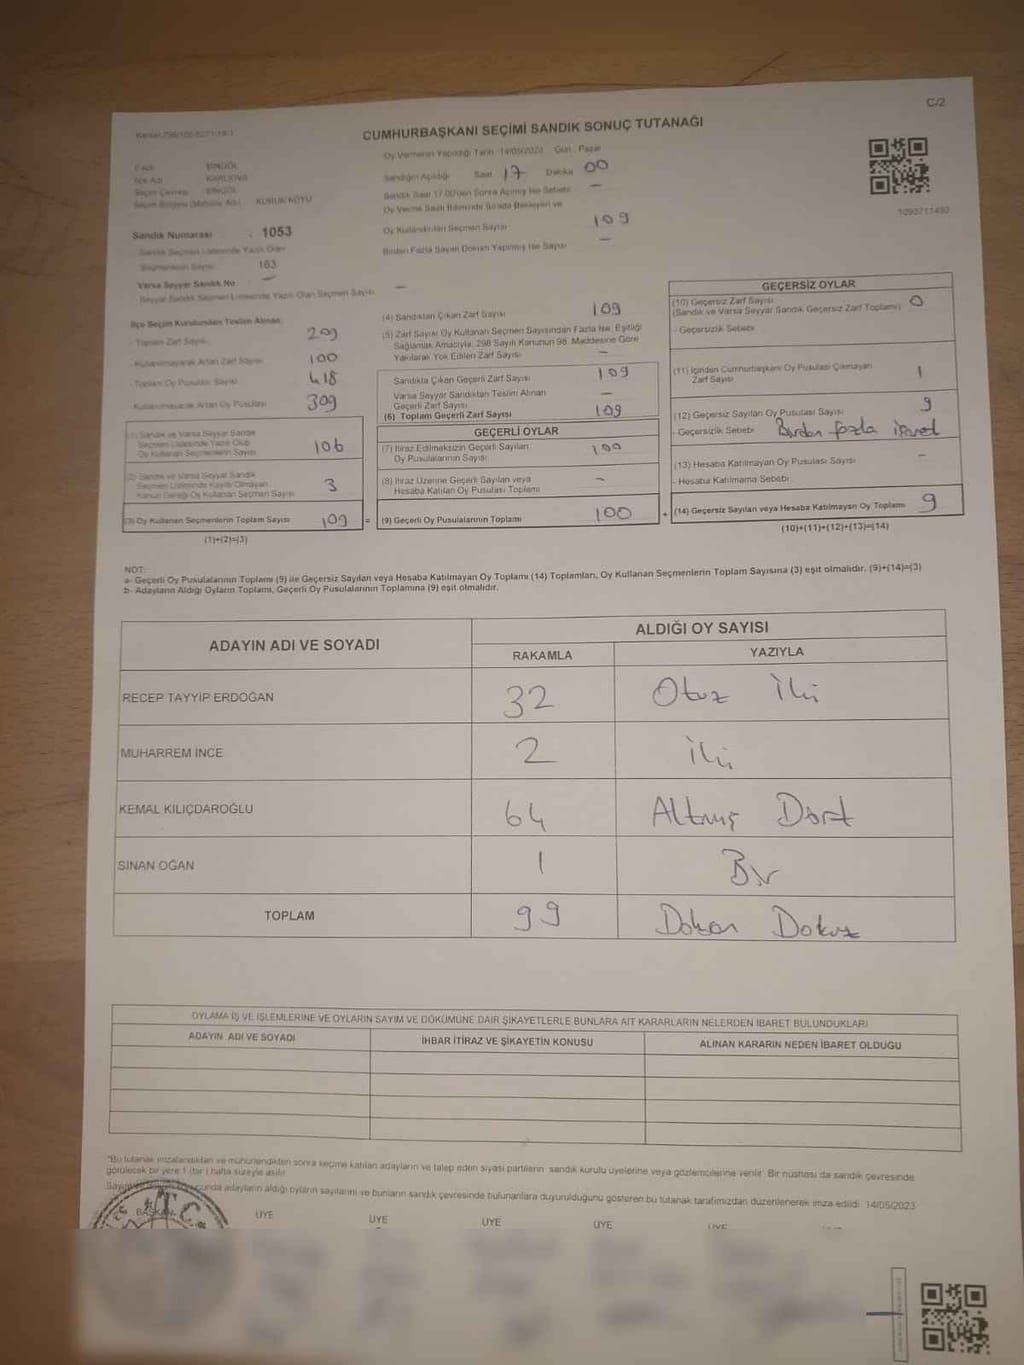 C/2
CUMHURBAŞKANI SEÇİMİ SANDIK SONUÇ TUTANAĞI
Oy Vermenin Yapıldığı Tarih : 14/05/2023 Gün : Pazar
Sandığın Açıldığı Saat 17 Dakika 00
İl Adı BİNGÖL
İlçe Adı KARLIOVA
Seçim Çevresi BİNGÖL
Sandık Saat 17.00'den Sonra Açılmış İse Sebebi –
Seçim Bölgesi (Mahalle Adı)
Oy Verme Saati Bitiminde Sırada Bekleyen ve
Oy Kullandırılan Seçmen Sayısı 109
1093711493
Sandık Numarası : 1053
Birden Fazla Sayım Döküm Yapılmış İse Sayısı –
Sandık Seçmen Listesinde Yazılı Olan
Seçmenlerin Sayısı 163
Varsa Seyyar Sandık No –
Seyyar Sandık Seçmen Listesinde Yazılı Olan Seçmen Sayısı –
İlçe Seçim Kurulundan Teslim Alınan;
Toplam Zarf Sayısı 209
Kullanılmayarak Artan Zarf Sayısı 100
Toplam Oy Pusulası Sayısı 418
Kullanılmayarak Artan Oy Pusulası 309
(1) Sandık ve Varsa Seyyar Sandık
Seçmen Listesinde Yazılı Olup
Oy Kullanan Seçmenlerin Sayısı 106
(2) Sandık ve Varsa Seyyar Sandık
Seçmen Listesinde Kayıtlı Olmayan
Kanun Gereği Oy Kullanan Seçmen Sayısı 3
(3) Oy Kullanan Seçmenlerin Toplam Sayısı 109
(1)+(2)=(3)
(4) Sandıktan Çıkan Zarf Sayısı 109
(5) Zarf Sayısı Oy Kullanan Seçmen Sayısından Fazla İse, Eşitliği
Sağlamak Amacıyla, 298 Sayılı Kanunun 98. Maddesine Göre
Yakılarak Yok Edilen Zarf Sayısı –
Sandıkta Çıkan Geçerli Zarf Sayısı 109
Varsa Seyyar Sandıktan Teslim Alınan
Geçerli Zarf Sayısı –
(6) Toplam Geçerli Zarf Sayısı 109
GEÇERLİ OYLAR
(7) İtiraz Edilmeksizin Geçerli Sayılan
Oy Pusulalarının Sayısı 100
(8) İtiraz Üzerine Geçerli Sayılan veya
Hesaba Katılan Oy Pusulası Toplamı –
= (9) Geçerli Oy Pusulalarının Toplamı 100
GEÇERSİZ OYLAR
(10) Geçersiz Zarf Sayısı
(Sandık ve Varsa Seyyar Sandık Geçersiz Zarf Toplamı) 0
- Geçersizlik Sebebi
(11) İçinden Cumhurbaşkanı Oy Pusulası Çıkmayan
Zarf Sayısı 1
(12) Geçersiz Sayılan Oy Pusulası Sayısı 9
- Geçersizlik Sebebi Birden fazla işaret
(13) Hesaba Katılmayan Oy Pusulası Sayısı –
- Hesaba Katılmama Sebebi
+ (14) Geçersiz Sayılan veya Hesaba Katılmayan Oy Toplamı 9
(10)+(11)+(12)+(13)=(14)
NOT:
a- Geçerli Oy Pusulalarının Toplamı (9) ile Geçersiz Sayılan veya Hesaba Katılmayan Oy Toplamı (14) Toplamları, Oy Kullanan Seçmenlerin Toplam Sayısına (3) eşit olmalıdır. (9)+(14)=(3)
b- Adayların Aldığı Oyların Toplamı, Geçerli Oy Pusulalarının Toplamına (9) eşit olmalıdır.
ADAYIN ADI VE SOYADI
ALDIĞI OY SAYISI
RAKAMLA YAZIYLA
RECEP TAYYİP ERDOĞAN 32 Otuz İki
MUHARREM İNCE 2 iki
KEMAL KILIÇDAROĞLU 64 Altmış Dört
SİNAN OĞAN 1 Bir
TOPLAM 99 Doksan Dokuz
OYLAMA İŞ VE İŞLEMLERİNE VE OYLARIN SAYIM VE DÖKÜMÜNE DAİR ŞİKAYETLERLE BUNLARA AİT KARARLARIN NELERDEN İBARET BULUNDUKLARI
ADAYIN ADI VE SOYADI İHBAR İTİRAZ VE ŞİKAYETİN KONUSU ALINAN KARARIN NEDEN İBARET OLDUĞU
*Bu tutanak imzalandıktan ve mühürlendikten sonra seçime katılan adayların ve talep eden siyasi partilerin sandık kurulu üyelerine veya gözlemcilerine verilir. Bir nüshası da sandık çevresinde
görülecek bir yere 1 (bir ) hafta süreyle asılır.
adayların aldığı oyların sayılarını ve bunların sandık çevresinde bulunanlara duyurulduğunu gösteren bu tutanak tarafımızdan düzenlenerek imza edildi. 14/05/2023
BAŞKAN ÜYE ÜYE ÜYE ÜYE ÜYE
T.C.